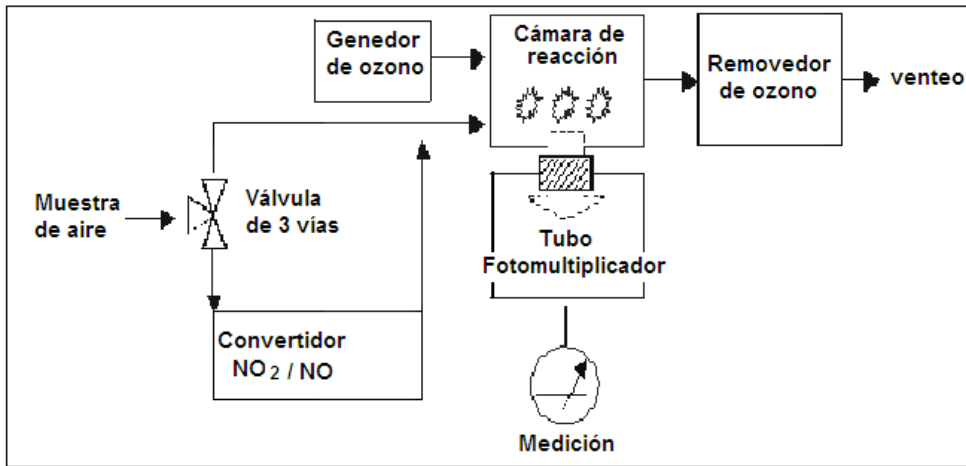 Genedor
de ozono
Cámara de
reacción
Removedor
de ozono
venteo
Muestra
de aire
Válvula
de 3 vías
Tubo
Fotomultiplicador
Convertidor
NO2 / NO
Medición